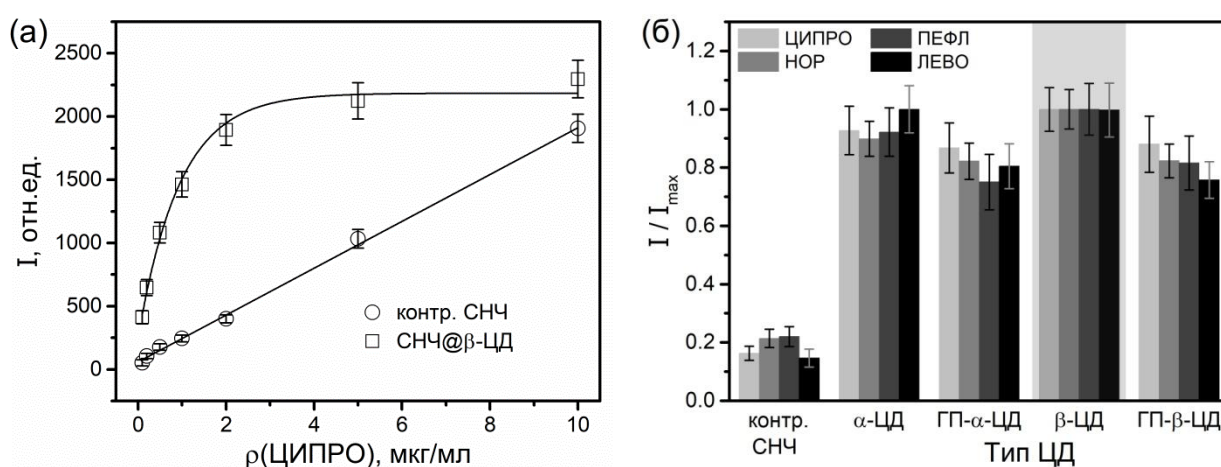 (а)
2500
2000
1500
1000
500
0
I, отн.ед.
контр. СНЧ
СНЧ@β-ЦД
0 2 4 6 8 10
ρ(ЦИПРО), мкг/мл
(б)
ЦИПРО ПЕФЛ
НОР ЛЕВО
1.2
1.0
0.8
0.6
0.4
0.2
0.0
I / Imax
контр. СНЧ
α-ЦД ГП-α-ЦД β-ЦД ГП-β-ЦД
Тип ЦД